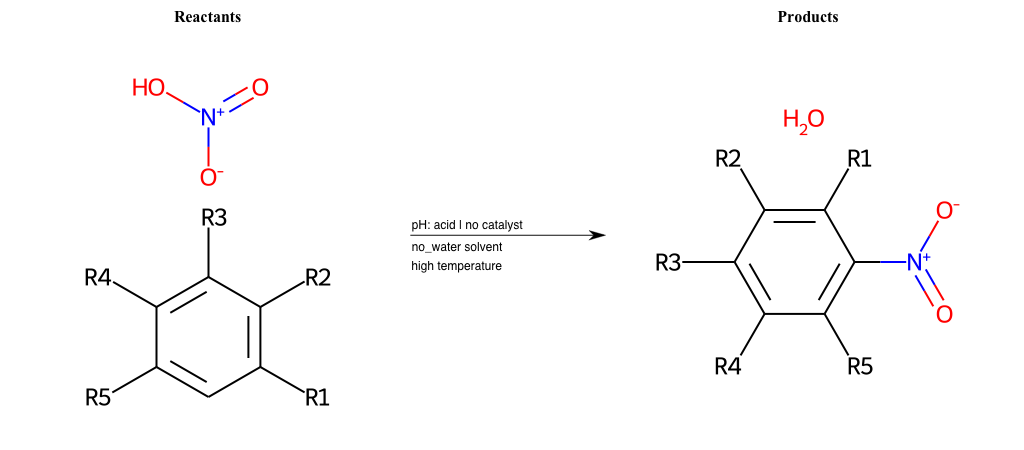 Reactants
Products
HO
N+
O
O-
R3
R4
R2
R5
R1
pH: acid | no catalyst
no_water solvent
high temperature
H2O
R2
R1
O-
R3
N+
O
R4
R5